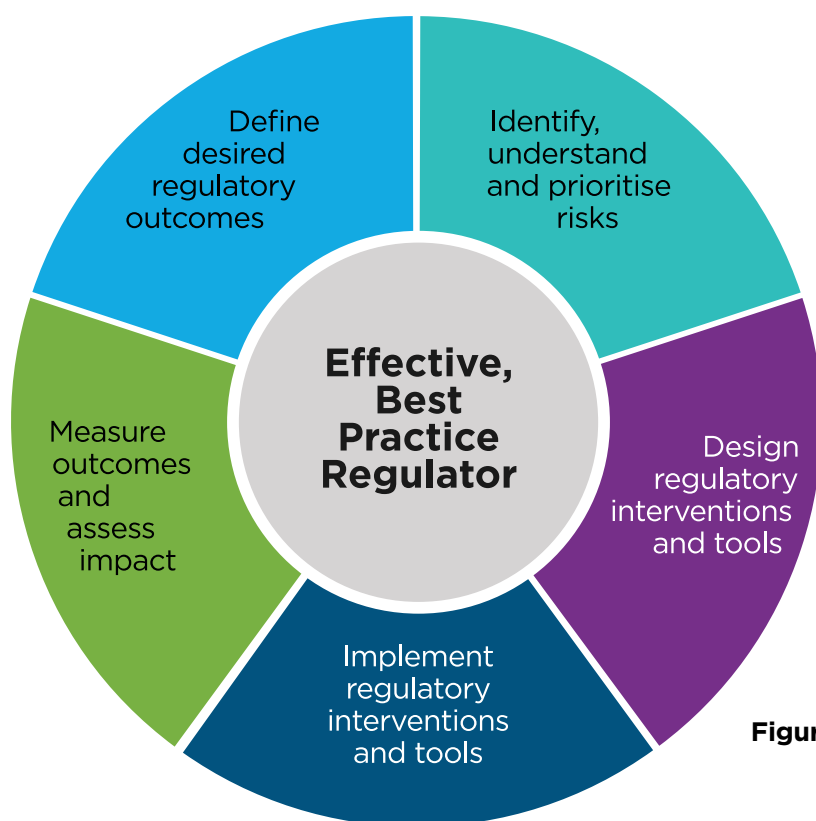 Define
desired
regulatory
outcomes
Identify,
understand
and prioritise
risks
Effective,
Best
Practice
Regulator
Measure
outcomes
and
assess
impact
Design
regulatory
interventions
and tools
Implement
regulatory
interventions
and tools
Figur